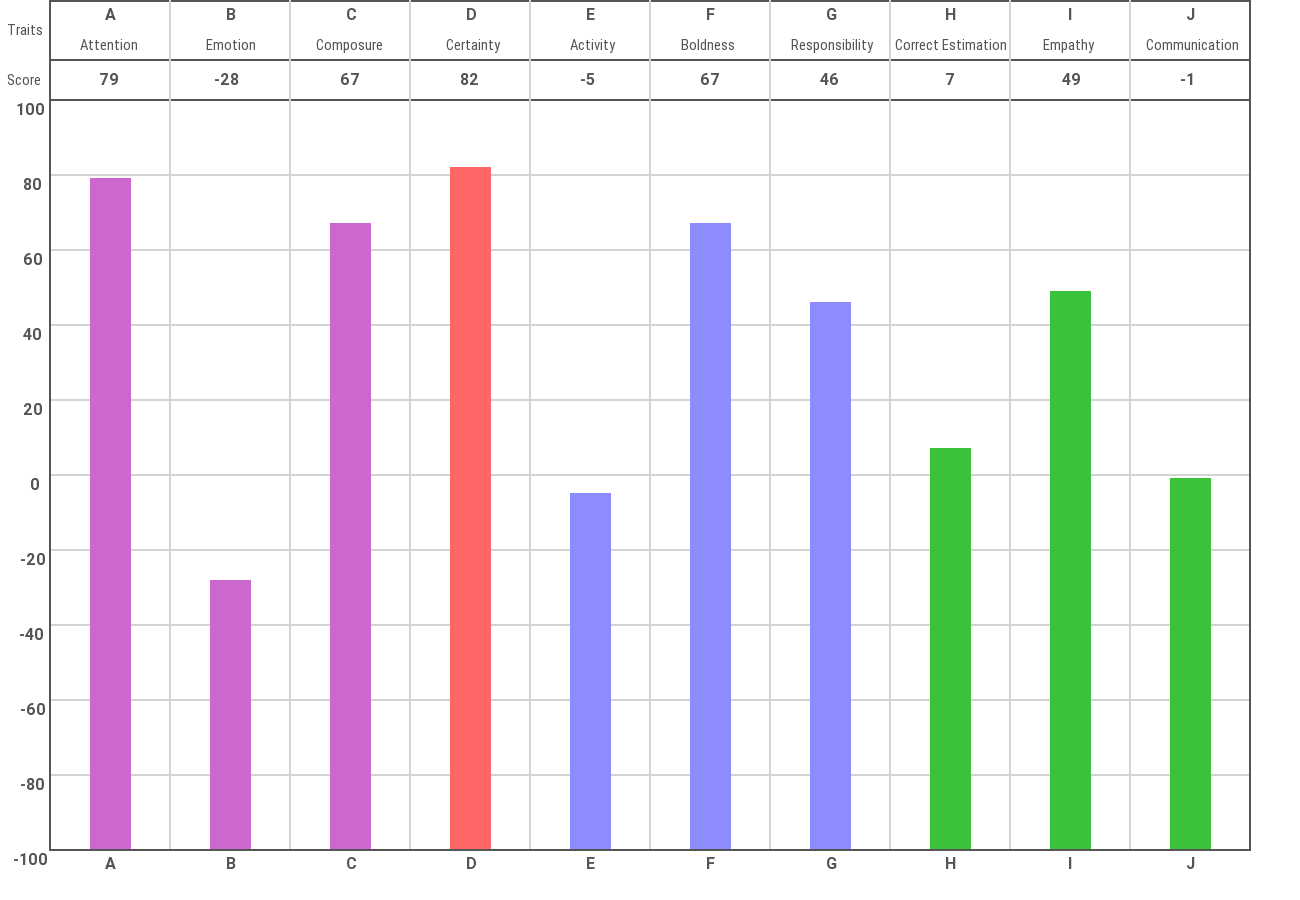 A B C D E F G H I J
Traits
Attention Emotion Composure Certainty Activity Boldness Responsibility Correct Estimation Empathy Communication
Score 79 -28 67 82 -5 67 46 7 49 -1
100
80
60
40
20
0
-20
-40
-60
-80
-100
A B C D E F G H I J